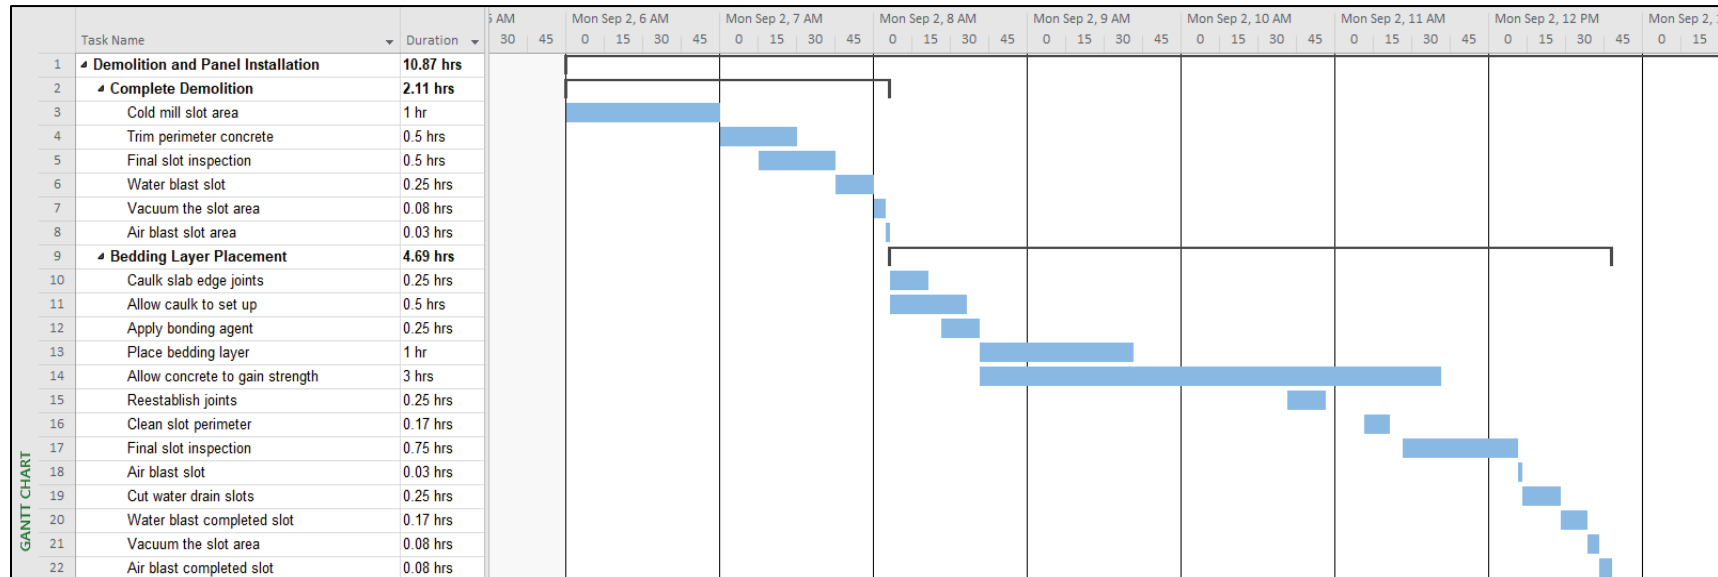 5 AM Mon Sep 2, 6 AM Mon Sep 2, 7 AM Mon Sep 2, 8 AM Mon Sep 2, 9 AM Mon Sep 2, 10 AM Mon Sep 2, 11 AM Mon Sep 2, 12 PM Mon Sep 2,
Task Name Duration 30 45 0 15 30 45 0 15 30 45 0 15 30 45 0 15 30 45 0 15 30 45 0 15 30 45 0 15 30 45 0 15
1 Demolition and Panel Installation 10.87 hrs
2 Complete Demolition 2.11 hrs
3 Cold mill slot area 1 hr
4 Trim perimeter concrete 0.5 hrs
5 Final slot inspection 0.5 hrs
6 Water blast slot 0.25 hrs
7 Vacuum the slot area 0.08 hrs
8 Air blast slot area 0.03 hrs
9 Bedding Layer Placement 4.69 hrs
10 Caulk slab edge joints 0.25 hrs
11 Allow caulk to set up 0.5 hrs
12 Apply bonding agent 0.25 hrs
13 Place bedding layer 1 hr
14 Allow concrete to gain strength 3 hrs
15 Reestablish joints 0.25 hrs
16 Clean slot perimeter 0.17 hrs
17 Final slot inspection 0.75 hrs
18 Air blast slot 0.03 hrs
19 Cut water drain slots 0.25 hrs
20 Water blast completed slot 0.17 hrs
21 Vacuum the slot area 0.08 hrs
22 Air blast completed slot 0.08 hrs
GANTT CHART